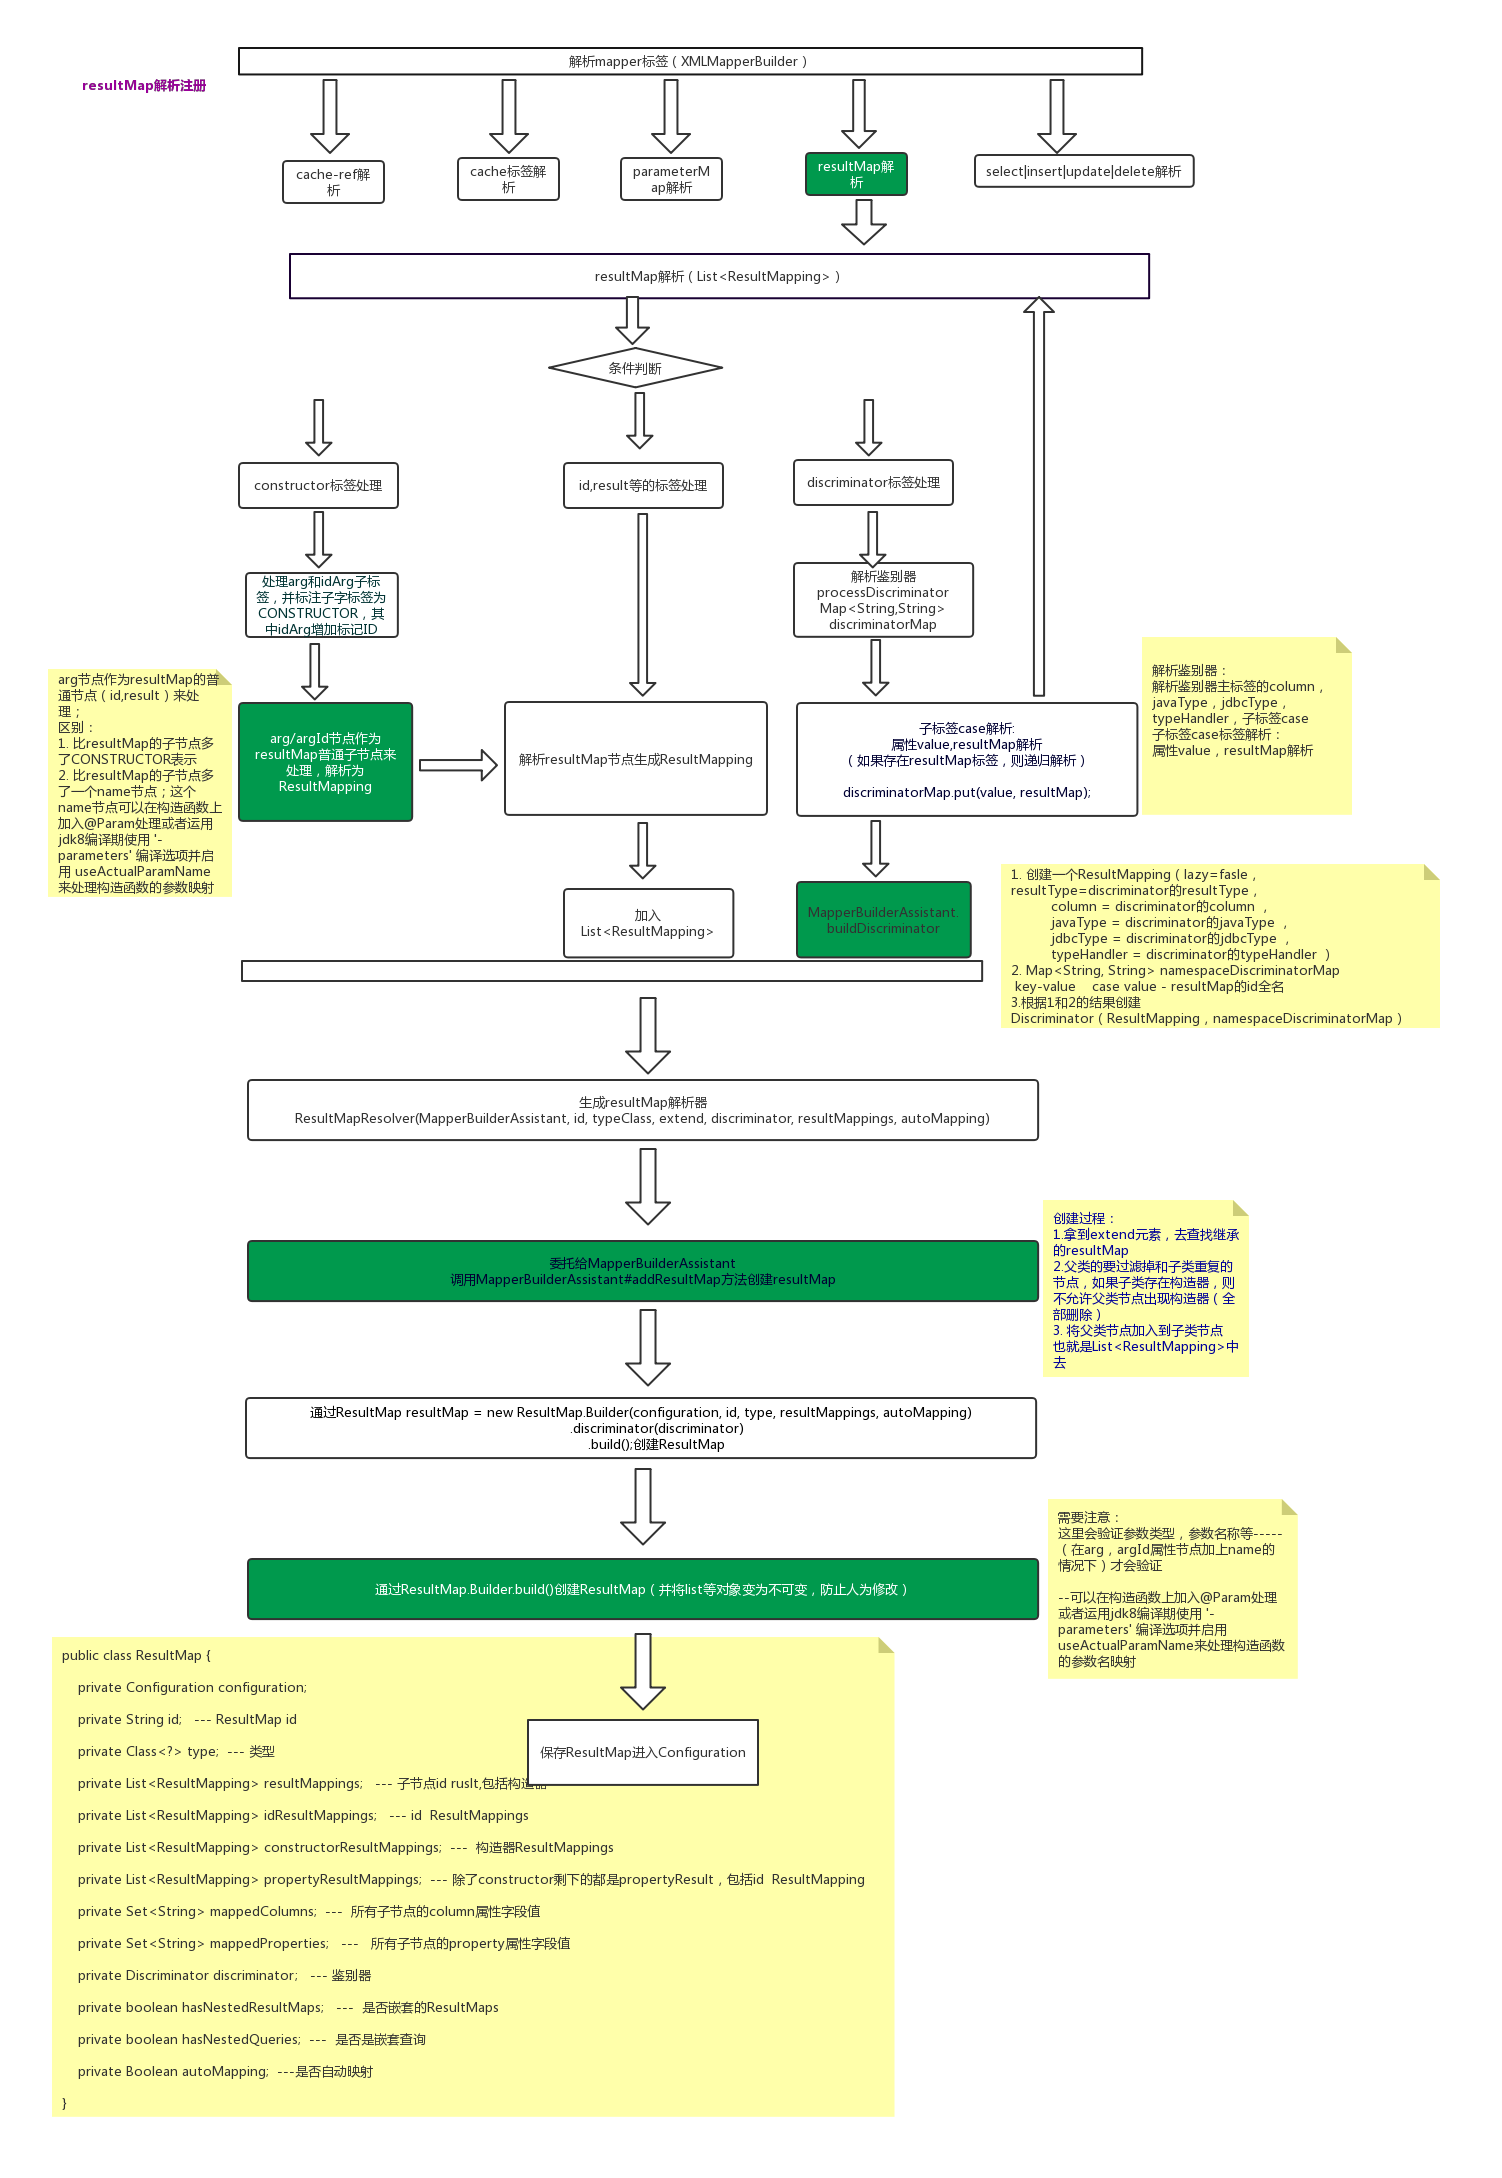 解析mapper标签（XMLMapperBuilder）
resultMap解析注册
cache-ref解
析
cache标签解
析
parameterM
ap解析
resultMap解
析
select|insert|update|delete解析
resultMap解析（List<ResultMapping>）
条件判断
constructor标签处理
id,result等的标签处理
discriminator标签处理
处理arg和idArg子标
签，并标注子字标签为
CONSTRUCTOR，其
中idArg增加标记ID
解析鉴别器
processDiscriminator
Map<String,String>
discriminatorMap
arg节点作为resultMap的普
通节点（id,result）来处
理；
区别：
1. 比resultMap的子节点多
了CONSTRUCTOR表示
2. 比resultMap的子节点多
了一个name节点；这个
name节点可以在构造函数上
加入@Param处理或者运用
jdk8编译期使用 '-
parameters' 编译选项并启
用 useActualParamName
来处理构造函数的参数映射
arg/argId节点作为
resultMap普通子节点来
处理，解析为
ResultMapping
解析resultMap节点生成ResultMapping
子标签case解析:
属性value,resultMap解析
（如果存在resultMap标签，则递归解析）
discriminatorMap.put(value, resultMap);
解析鉴别器：
解析鉴别器主标签的column，
javaType，jdbcType，
typeHandler，子标签case
子标签case标签解析：
属性value，resultMap解析
加入
List<ResultMapping>
MapperBuilderAssistant.
buildDiscriminator
1. 创建一个ResultMapping（lazy=fasle，
resultType=discriminator的resultType，
column = discriminator的column ，
javaType = discriminator的javaType ，
jdbcType = discriminator的jdbcType ，
typeHandler = discriminator的typeHandler ）
2. Map<String, String> namespaceDiscriminatorMap
key-value    case value - resultMap的id全名
3.根据1和2的结果创建
Discriminator（ResultMapping，namespaceDiscriminatorMap）
生成resultMap解析器
ResultMapResolver(MapperBuilderAssistant, id, typeClass, extend, discriminator, resultMappings, autoMapping)
委托给MapperBuilderAssistant
调用MapperBuilderAssistant#addResultMap方法创建resultMap
创建过程：
1.拿到extend元素，去查找继承
的resultMap
2.父类的要过滤掉和子类重复的
节点，如果子类存在构造器，则
不允许父类节点出现构造器（全
部删除）
3. 将父类节点加入到子类节点
也就是List<ResultMapping>中
去
通过ResultMap resultMap = new ResultMap.Builder(configuration, id, type, resultMappings, autoMapping)
.discriminator(discriminator)
.build();创建ResultMap
通过ResultMap.Builder.build()创建ResultMap（并将list等对象变为不可变，防止人为修改）
需要注意：
这里会验证参数类型，参数名称等-----
（在arg，argId属性节点加上name的
情况下）才会验证
--可以在构造函数上加入@Param处理
或者运用jdk8编译期使用 '-
parameters' 编译选项并启用
useActualParamName来处理构造函数
的参数名映射
保存ResultMap进入Configuration
public class ResultMap {
private Configuration configuration;
private String id;   --- ResultMap id
private Class<?> type;  --- 类型
private List<ResultMapping> resultMappings;   --- 子节点id ruslt,包括构造器
private List<ResultMapping> idResultMappings;   --- id  ResultMappings
private List<ResultMapping> constructorResultMappings;  ---  构造器ResultMappings
private List<ResultMapping> propertyResultMappings;  --- 除了constructor剩下的都是propertyResult，包括id  ResultMapping
private Set<String> mappedColumns;  ---  所有子节点的column属性字段值
private Set<String> mappedProperties;   ---   所有子节点的property属性字段值
private Discriminator discriminator;   --- 鉴别器
private boolean hasNestedResultMaps;   ---  是否嵌套的ResultMaps
private boolean hasNestedQueries;  ---  是否是嵌套查询
private Boolean autoMapping;  ---是否自动映射
}